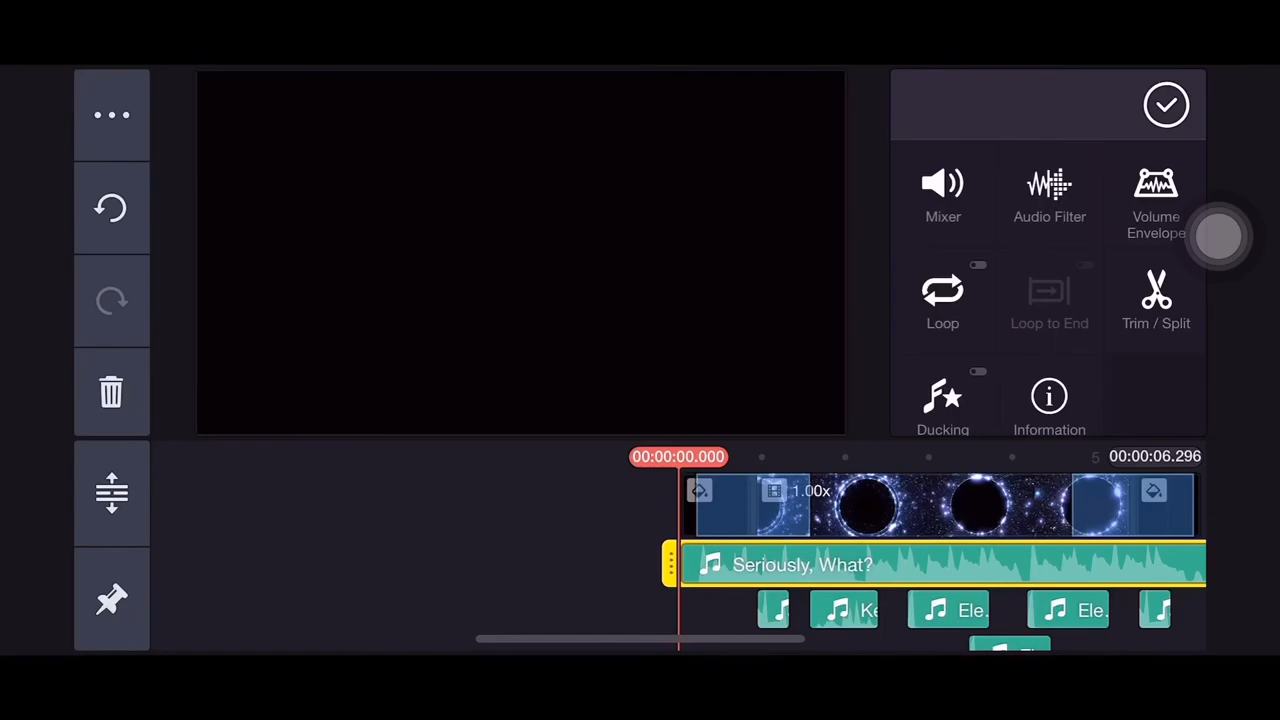 Mixer
Audio Filter
Volume
Envelope
Loop
Loop to End
Trim / Split
Ducking
Information
00:00:00.000
5
00:00:06.296
1.00x
Seriously, What?
Ke
Ele.
Ele.